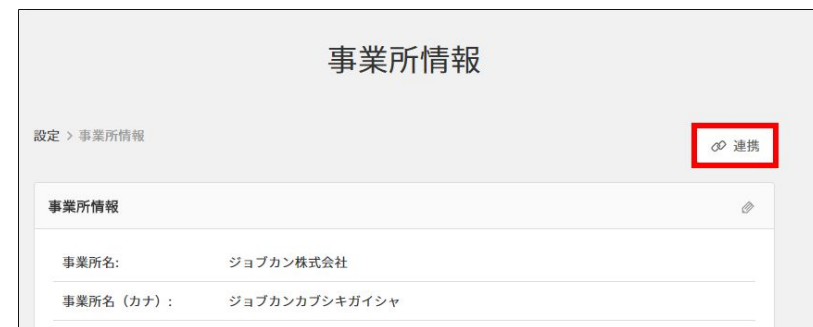 事業所情報
設定 > 事業所情報
連携
事業所情報
事業所名: ジョブカン株式会社
事業所名（カナ）: ジョブカンカブシキガイシャ